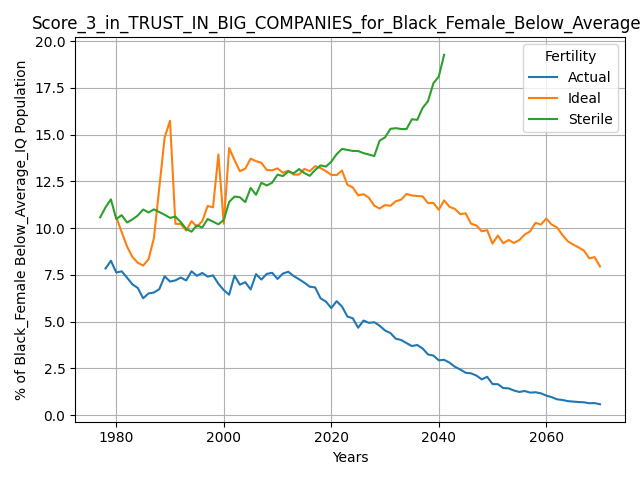 Score_3_in_TRUST_IN_BIG_COMPANIES_for_Black_Female_Below_Average
% of Black_Female Below_Average_IQ Population
20.0
17.5
15.0
12.5
10.0
7.5
5.0
2.5
0.0
Fertility
Actual
Ideal
Sterile
1980
2000
2020
2040
2060
Years